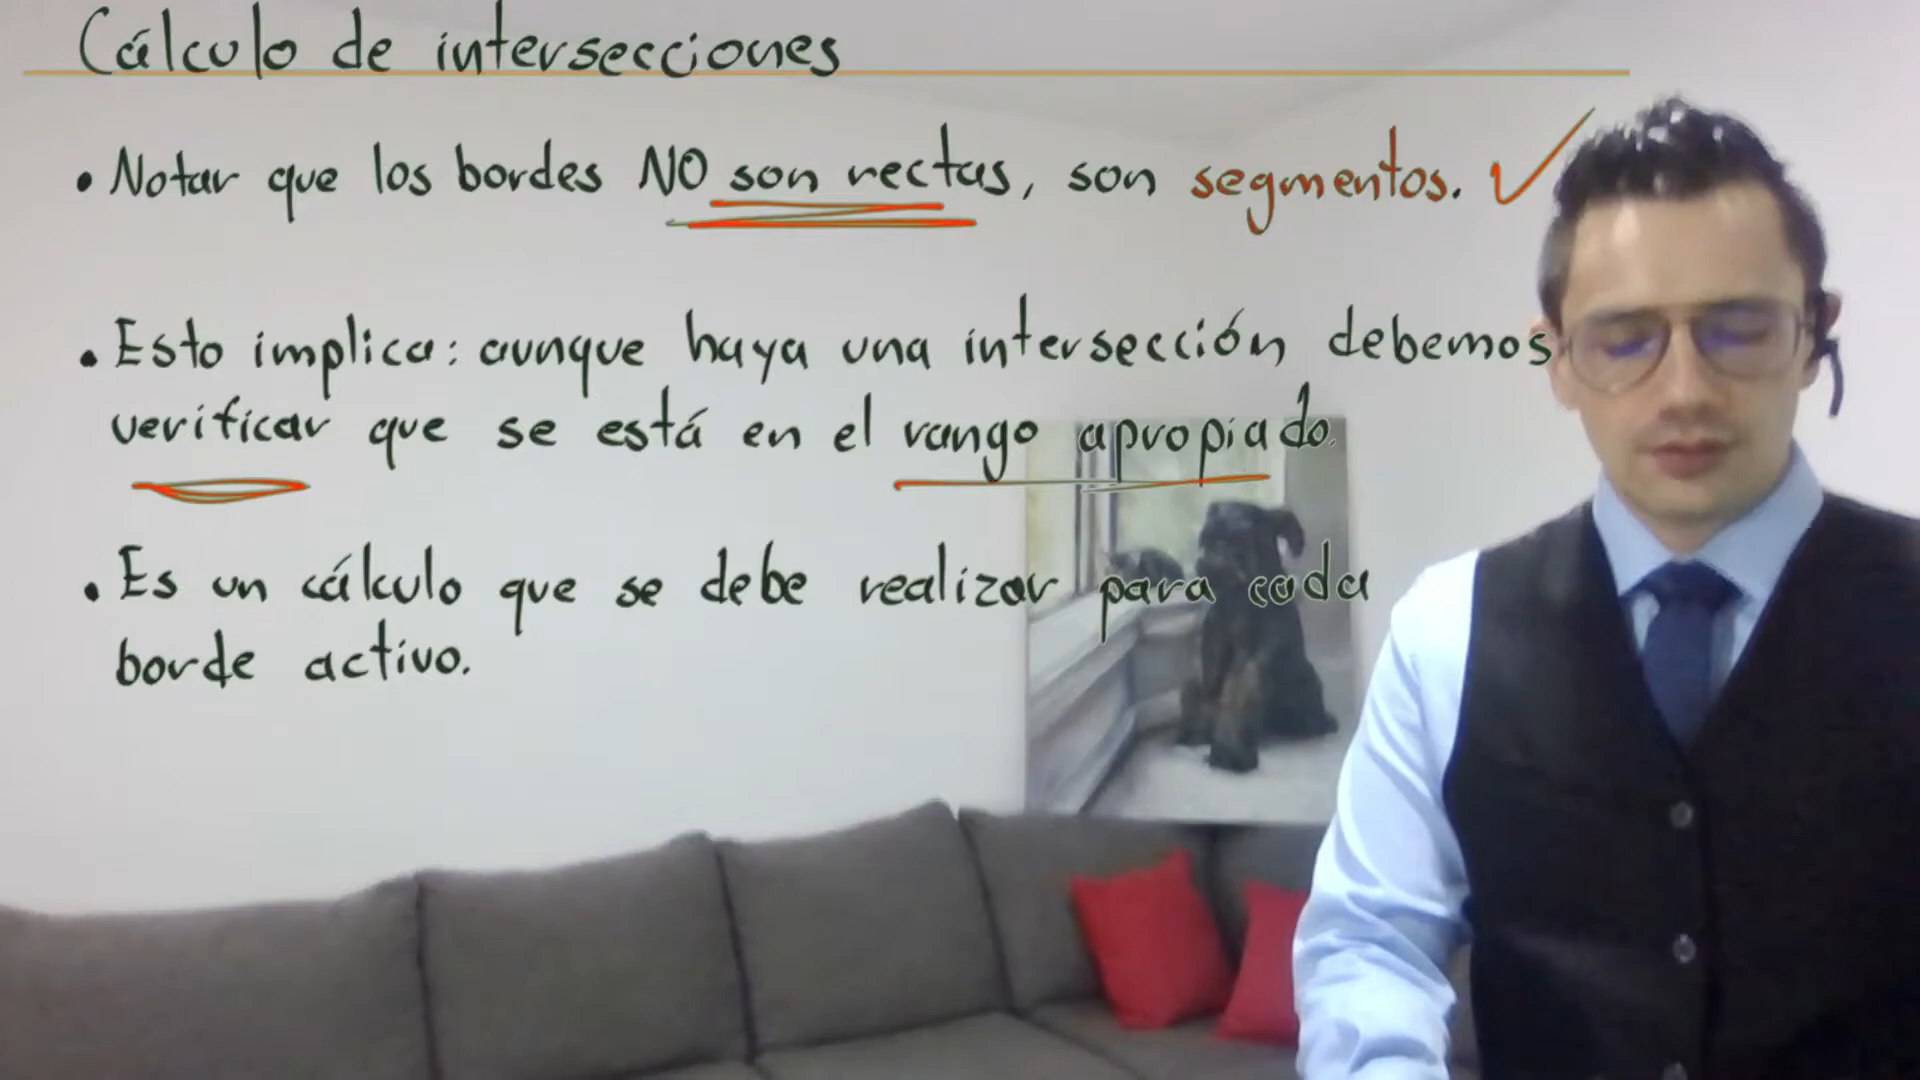 Cálculo de intersecciones
• Notar que los bordes NO son rectas, son segmentos. ✓
• Esto implica: aunque haya una intersección debemos
verificar que se está en el rango apropiado.
• Es un cálculo que se debe realizar para cada
borde activo.